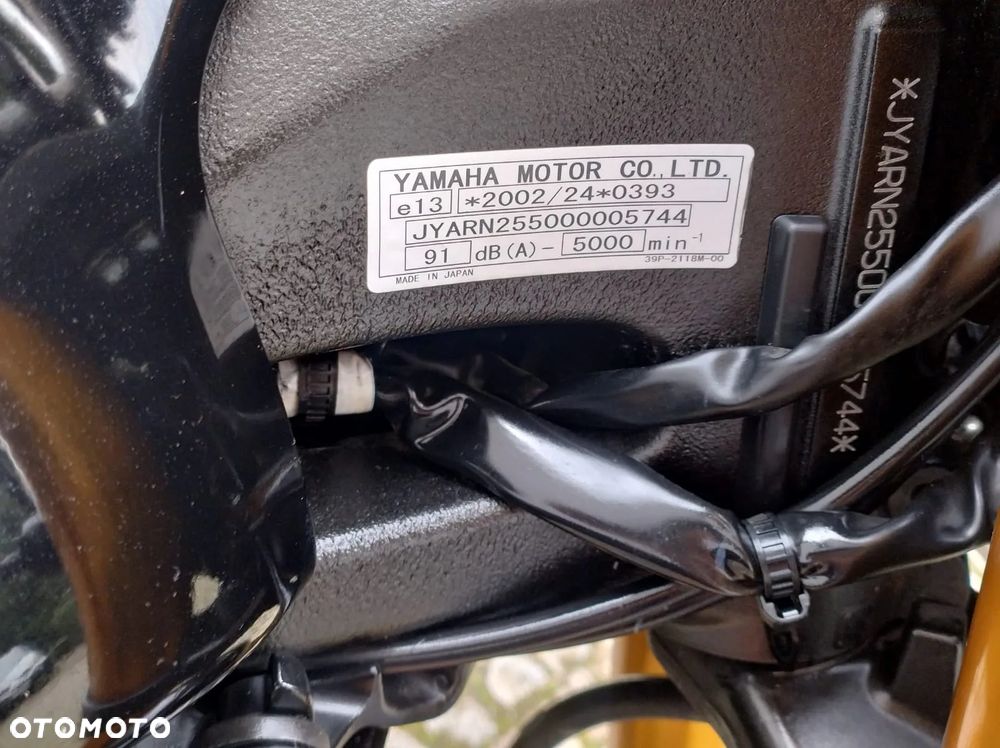 YAMAHA MOTOR CO.,LTD.
e13 *2002/24*0393
JYARN255000005744
91 dB(A) - 5000 min-1
39P-2118M-00
MADE IN JAPAN
*JYARN25500 5744*
OTOMOTO